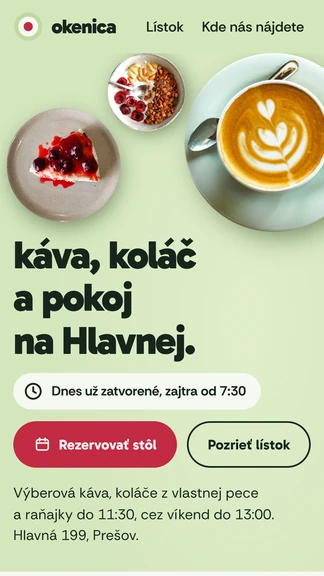 okenica
Lístok Kde nás nájdete
káva, koláč
a pokoj
na Hlavnej.
Dnes už zatvorené, zajtra od 7:30
Rezervovať stôl
Pozrieť lístok
Výberová káva, koláče z vlastnej pece
a raňajky do 11:30, cez víkend do 13:00.
Hlavná 199, Prešov.